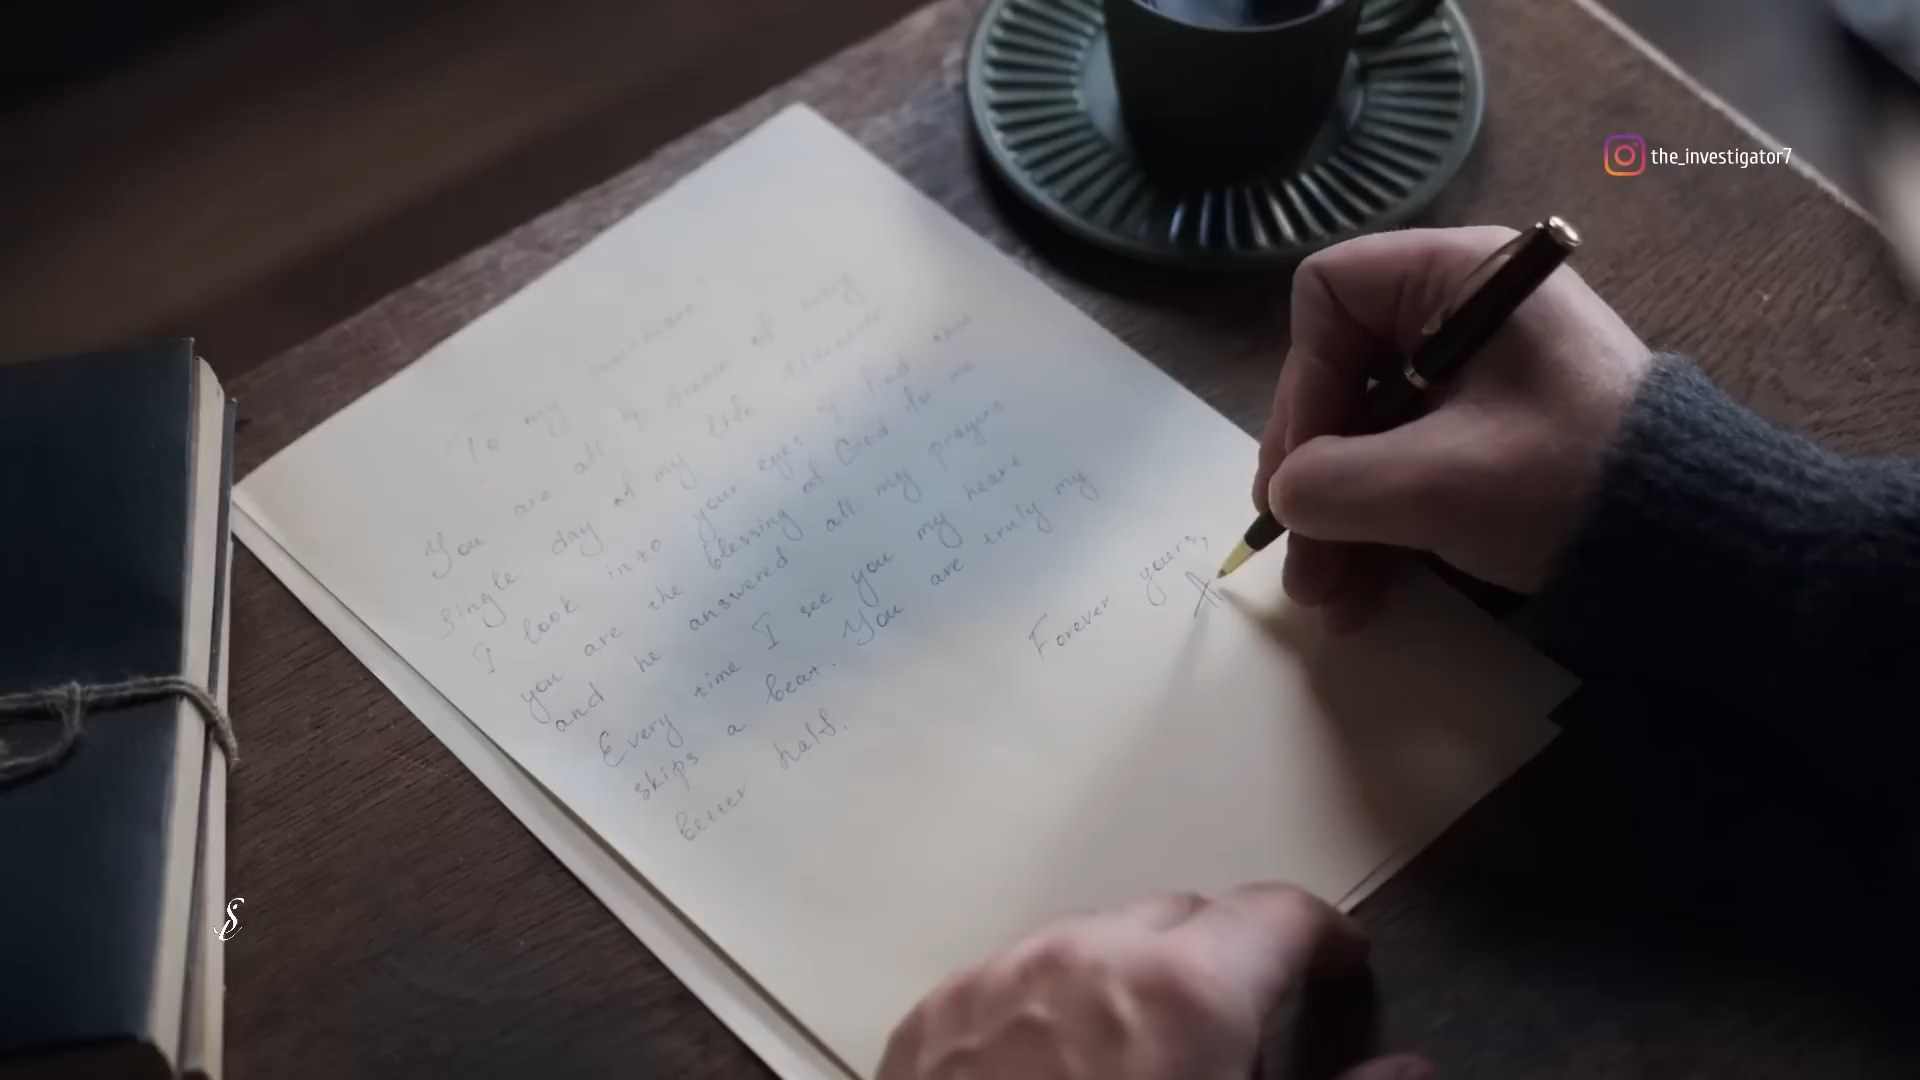 the_investigator7
To my
You are all I dream of every
single day of my life
I look into your eyes I find that
you are the blessing of God for me
and he answered all my prayers
Every time I see you my heart
skips a beat. You are truly my
better half.
Forever yours,
A